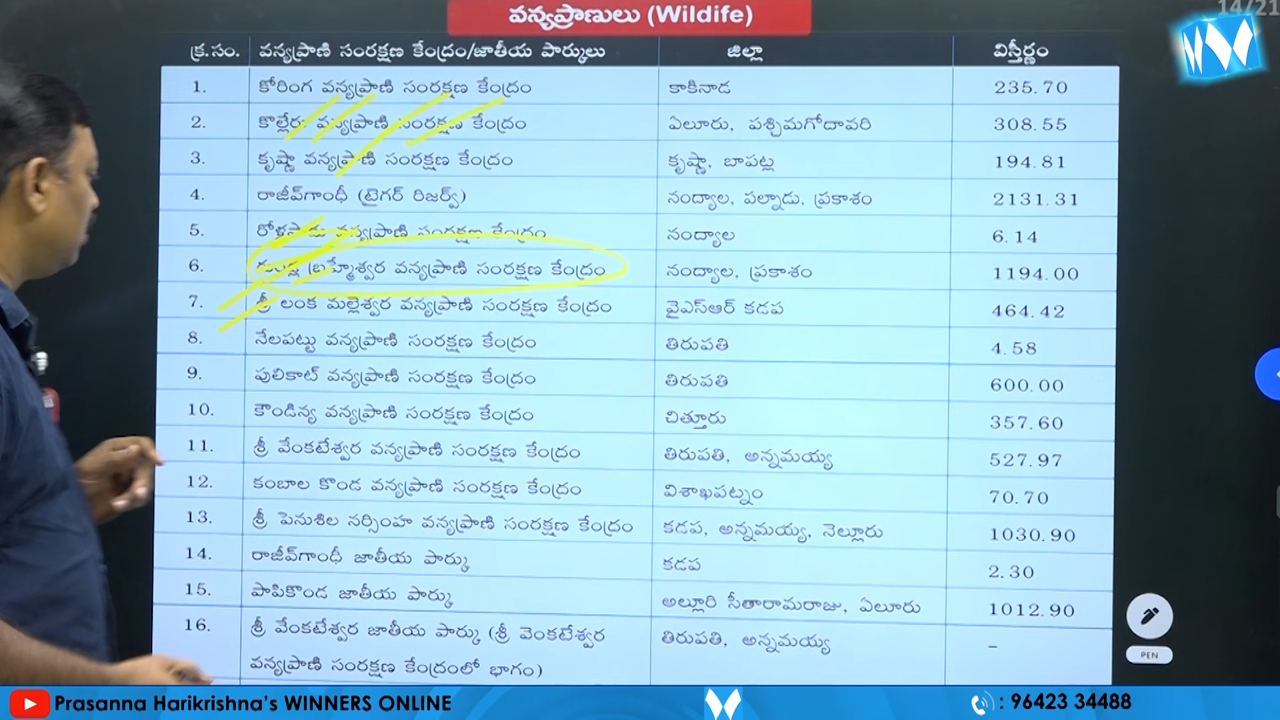 14/21
వన్యప్రాణులు (Wildife)
క్ర.సం. వన్యప్రాణి సంరక్షణ కేంద్రం/జాతీయ పార్కులు జిల్లా విస్తీర్ణం
1. కోరింగ వన్యప్రాణి సంరక్షణ కేంద్రం కాకినాడ 235.70
2. కొల్లేరు వన్యప్రాణి సంరక్షణ కేంద్రం ఏలూరు, పశ్చిమగోదావరి 308.55
3. కృష్ణా వన్యప్రాణి సంరక్షణ కేంద్రం కృష్ణా, బాపట్ల 194.81
4. రాజీవ్‌గాంధీ (టైగర్ రిజర్వ్) నంద్యాల, పల్నాడు, ప్రకాశం 2131.31
5. రోళ్లపాడు వన్యప్రాణి సంరక్షణ కేంద్రం నంద్యాల 6.14
6. బ్రహ్మేశ్వర వన్యప్రాణి సంరక్షణ కేంద్రం నంద్యాల, ప్రకాశం 1194.00
7. శ్రీ లంక మల్లేశ్వర వన్యప్రాణి సంరక్షణ కేంద్రం వైఎస్ఆర్ కడప 464.42
8. నేలపట్టు వన్యప్రాణి సంరక్షణ కేంద్రం తిరుపతి 4.58
9. పులికాట్ వన్యప్రాణి సంరక్షణ కేంద్రం తిరుపతి 600.00
10. కౌండిన్య వన్యప్రాణి సంరక్షణ కేంద్రం చిత్తూరు 357.60
11. శ్రీ వేంకటేశ్వర వన్యప్రాణి సంరక్షణ కేంద్రం తిరుపతి, అన్నమయ్య 527.97
12. కంబాల కొండ వన్యప్రాణి సంరక్షణ కేంద్రం విశాఖపట్నం 70.70
13. శ్రీ పెనుశిల నర్సింహ వన్యప్రాణి సంరక్షణ కేంద్రం కడప, అన్నమయ్య, నెల్లూరు 1030.90
14. రాజీవ్‌గాంధీ జాతీయ పార్కు కడప 2.30
15. పాపికొండ జాతీయ పార్కు అల్లూరి సీతారామరాజు, ఏలూరు 1012.90
16. శ్రీ వేంకటేశ్వర జాతీయ పార్కు (శ్రీ వెంకటేశ్వర తిరుపతి, అన్నమయ్య –
వన్యప్రాణి సంరక్షణ కేంద్రంలో భాగం)
PEN
Prasanna Harikrishna's WINNERS ONLINE : 96423 34488